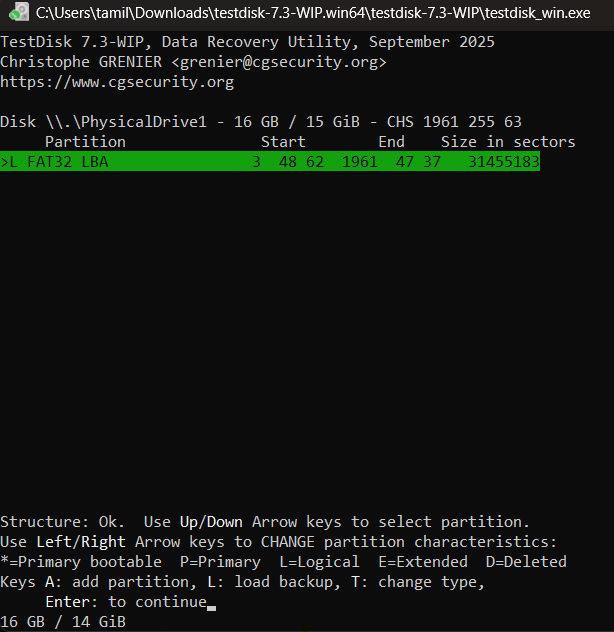 C:\Users\tamil\Downloads\testdisk-7.3-WIP.win64\testdisk-7.3-WIP\testdisk_win.exe
TestDisk 7.3-WIP, Data Recovery Utility, September 2025
Christophe GRENIER <grenier@cgsecurity.org>
https://www.cgsecurity.org
Disk \\.\PhysicalDrive1 - 16 GB / 15 GiB - CHS 1961 255 63
     Partition               Start        End    Size in sectors
>L FAT32 LBA                3  48 62  1961  47 37   31455183
Structure: Ok.  Use Up/Down Arrow keys to select partition.
Use Left/Right Arrow keys to CHANGE partition characteristics:
*=Primary bootable  P=Primary  L=Logical  E=Extended  D=Deleted
Keys A: add partition, L: load backup, T: change type,
     Enter: to continue_
16 GB / 14 GiB